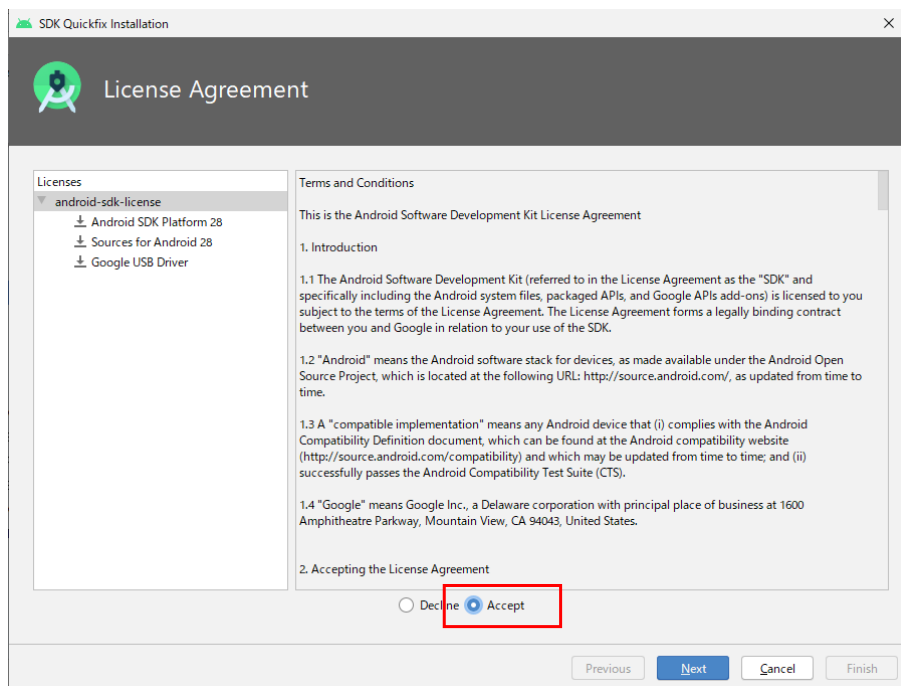 SDK Quickfix Installation
License Agreement
Licenses
android-sdk-license
Android SDK Platform 28
Sources for Android 28
Google USB Driver
Terms and Conditions
This is the Android Software Development Kit License Agreement
1. Introduction
1.1 The Android Software Development Kit (referred to in the License Agreement as the "SDK" and
specifically including the Android system files, packaged APIs, and Google APIs add-ons) is licensed to you
subject to the terms of the License Agreement. The License Agreement forms a legally binding contract
between you and Google in relation to your use of the SDK.
1.2 "Android" means the Android software stack for devices, as made available under the Android Open
Source Project, which is located at the following URL: http://source.android.com/, as updated from time to
time.
1.3 A "compatible implementation" means any Android device that (i) complies with the Android
Compatibility Definition document, which can be found at the Android compatibility website
(http://source.android.com/compatibility) and which may be updated from time to time; and (ii)
successfully passes the Android Compatibility Test Suite (CTS).
1.4 "Google" means Google Inc., a Delaware corporation with principal place of business at 1600
Amphitheatre Parkway, Mountain View, CA 94043, United States.
2. Accepting the License Agreement
Decline Accept
Previous Next Cancel Finish